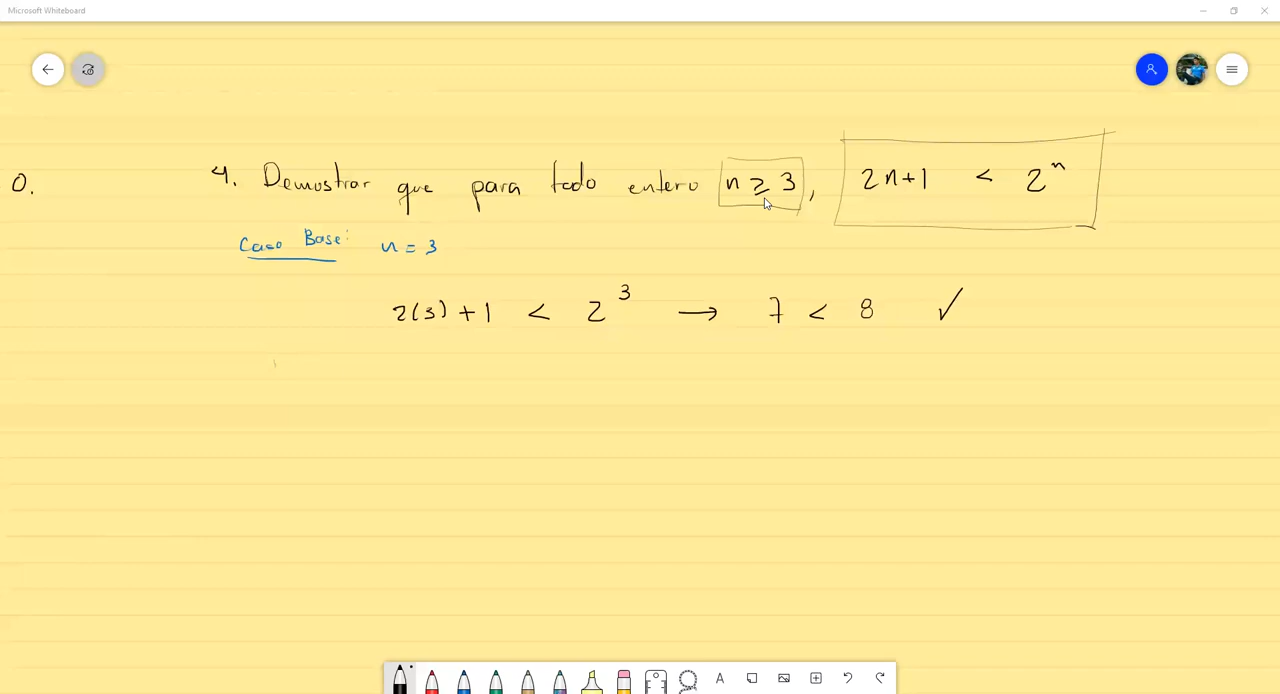 Microsoft Whiteboard
0.
4. Demostrar que para todo entero n ≥ 3, 2n+1 < 2^n
Caso Base: n = 3
2(3) + 1 < 2^3 → 7 < 8 ✓
A